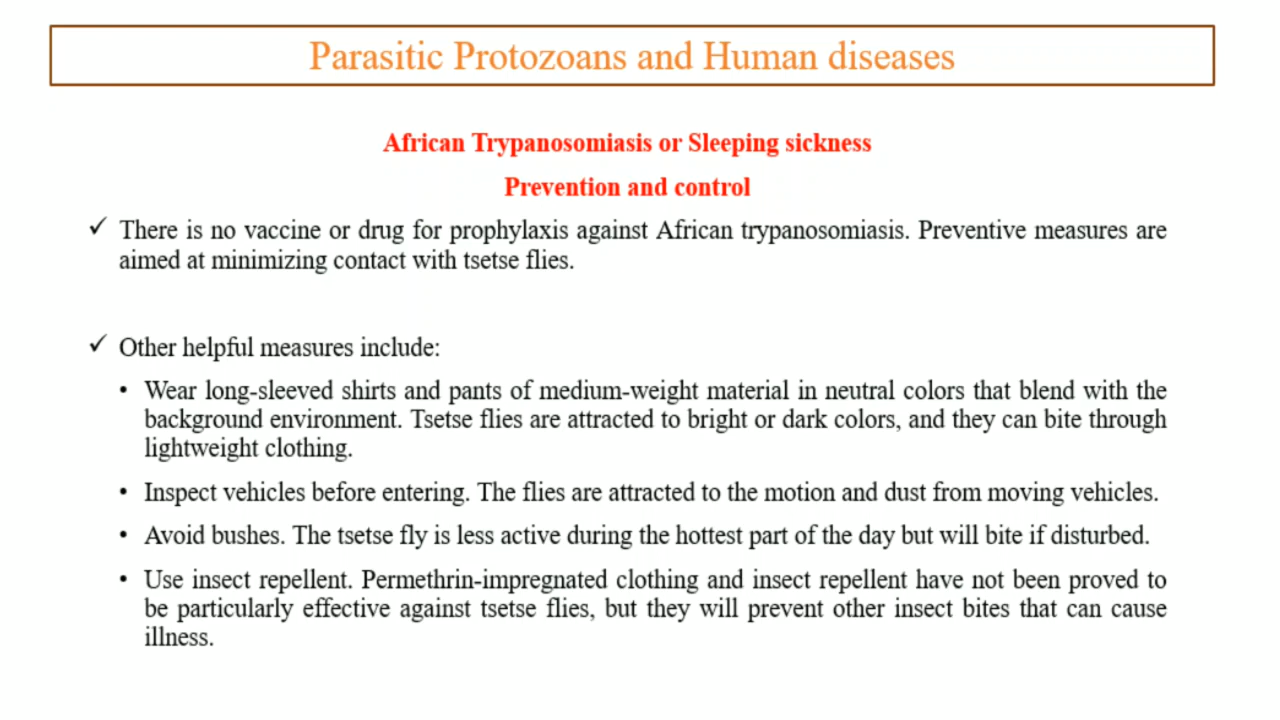 Parasitic Protozoans and Human diseases
African Trypanosomiasis or Sleeping sickness
Prevention and control
✓ There is no vaccine or drug for prophylaxis against African trypanosomiasis. Preventive measures are
aimed at minimizing contact with tsetse flies.
✓ Other helpful measures include:
• Wear long-sleeved shirts and pants of medium-weight material in neutral colors that blend with the
background environment. Tsetse flies are attracted to bright or dark colors, and they can bite through
lightweight clothing.
• Inspect vehicles before entering. The flies are attracted to the motion and dust from moving vehicles.
• Avoid bushes. The tsetse fly is less active during the hottest part of the day but will bite if disturbed.
• Use insect repellent. Permethrin-impregnated clothing and insect repellent have not been proved to
be particularly effective against tsetse flies, but they will prevent other insect bites that can cause
illness.